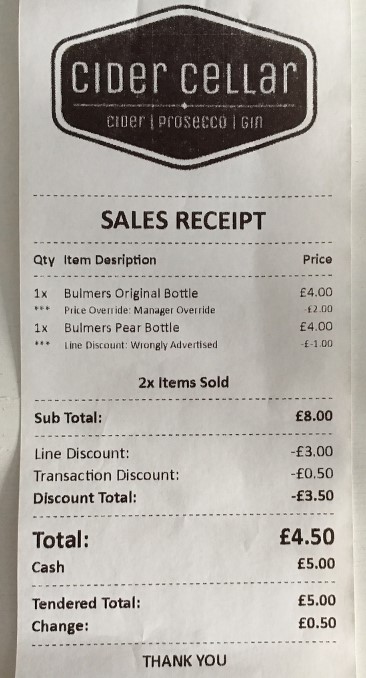 CIDER CELLAR
CIDER | PROSECCO | GIN
SALES RECEIPT
Qty Item Desription Price
1x Bulmers Original Bottle £4.00
*** Price Override: Manager Override -£2.00
1x Bulmers Pear Bottle £4.00
*** Line Discount: Wrongly Advertised -£-1.00
2x Items Sold
Sub Total: £8.00
Line Discount: -£3.00
Transaction Discount: -£0.50
Discount Total: -£3.50
Total: £4.50
Cash £5.00
Tendered Total: £5.00
Change: £0.50
THANK YOU